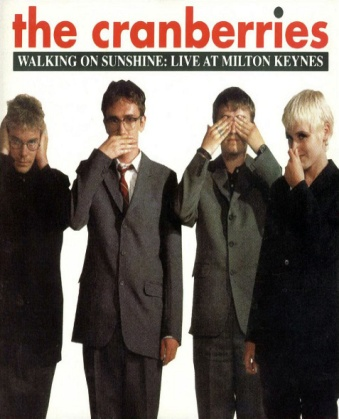 the cranberries
WALKING ON SUNSHINE: LIVE AT MILTON KEYNES